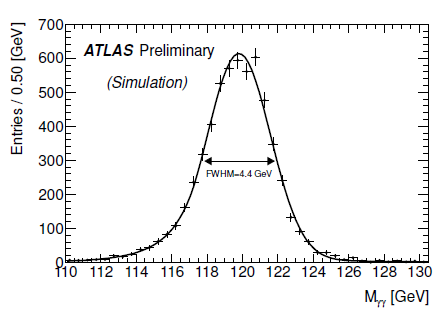 700
600
500
400
300
200
100
0
Entries / 0.50 [GeV]
ATLAS Preliminary
(Simulation)
FWHM=4.4 GeV
110 112 114 116 118 120 122 124 126 128 130
Mγγ [GeV]